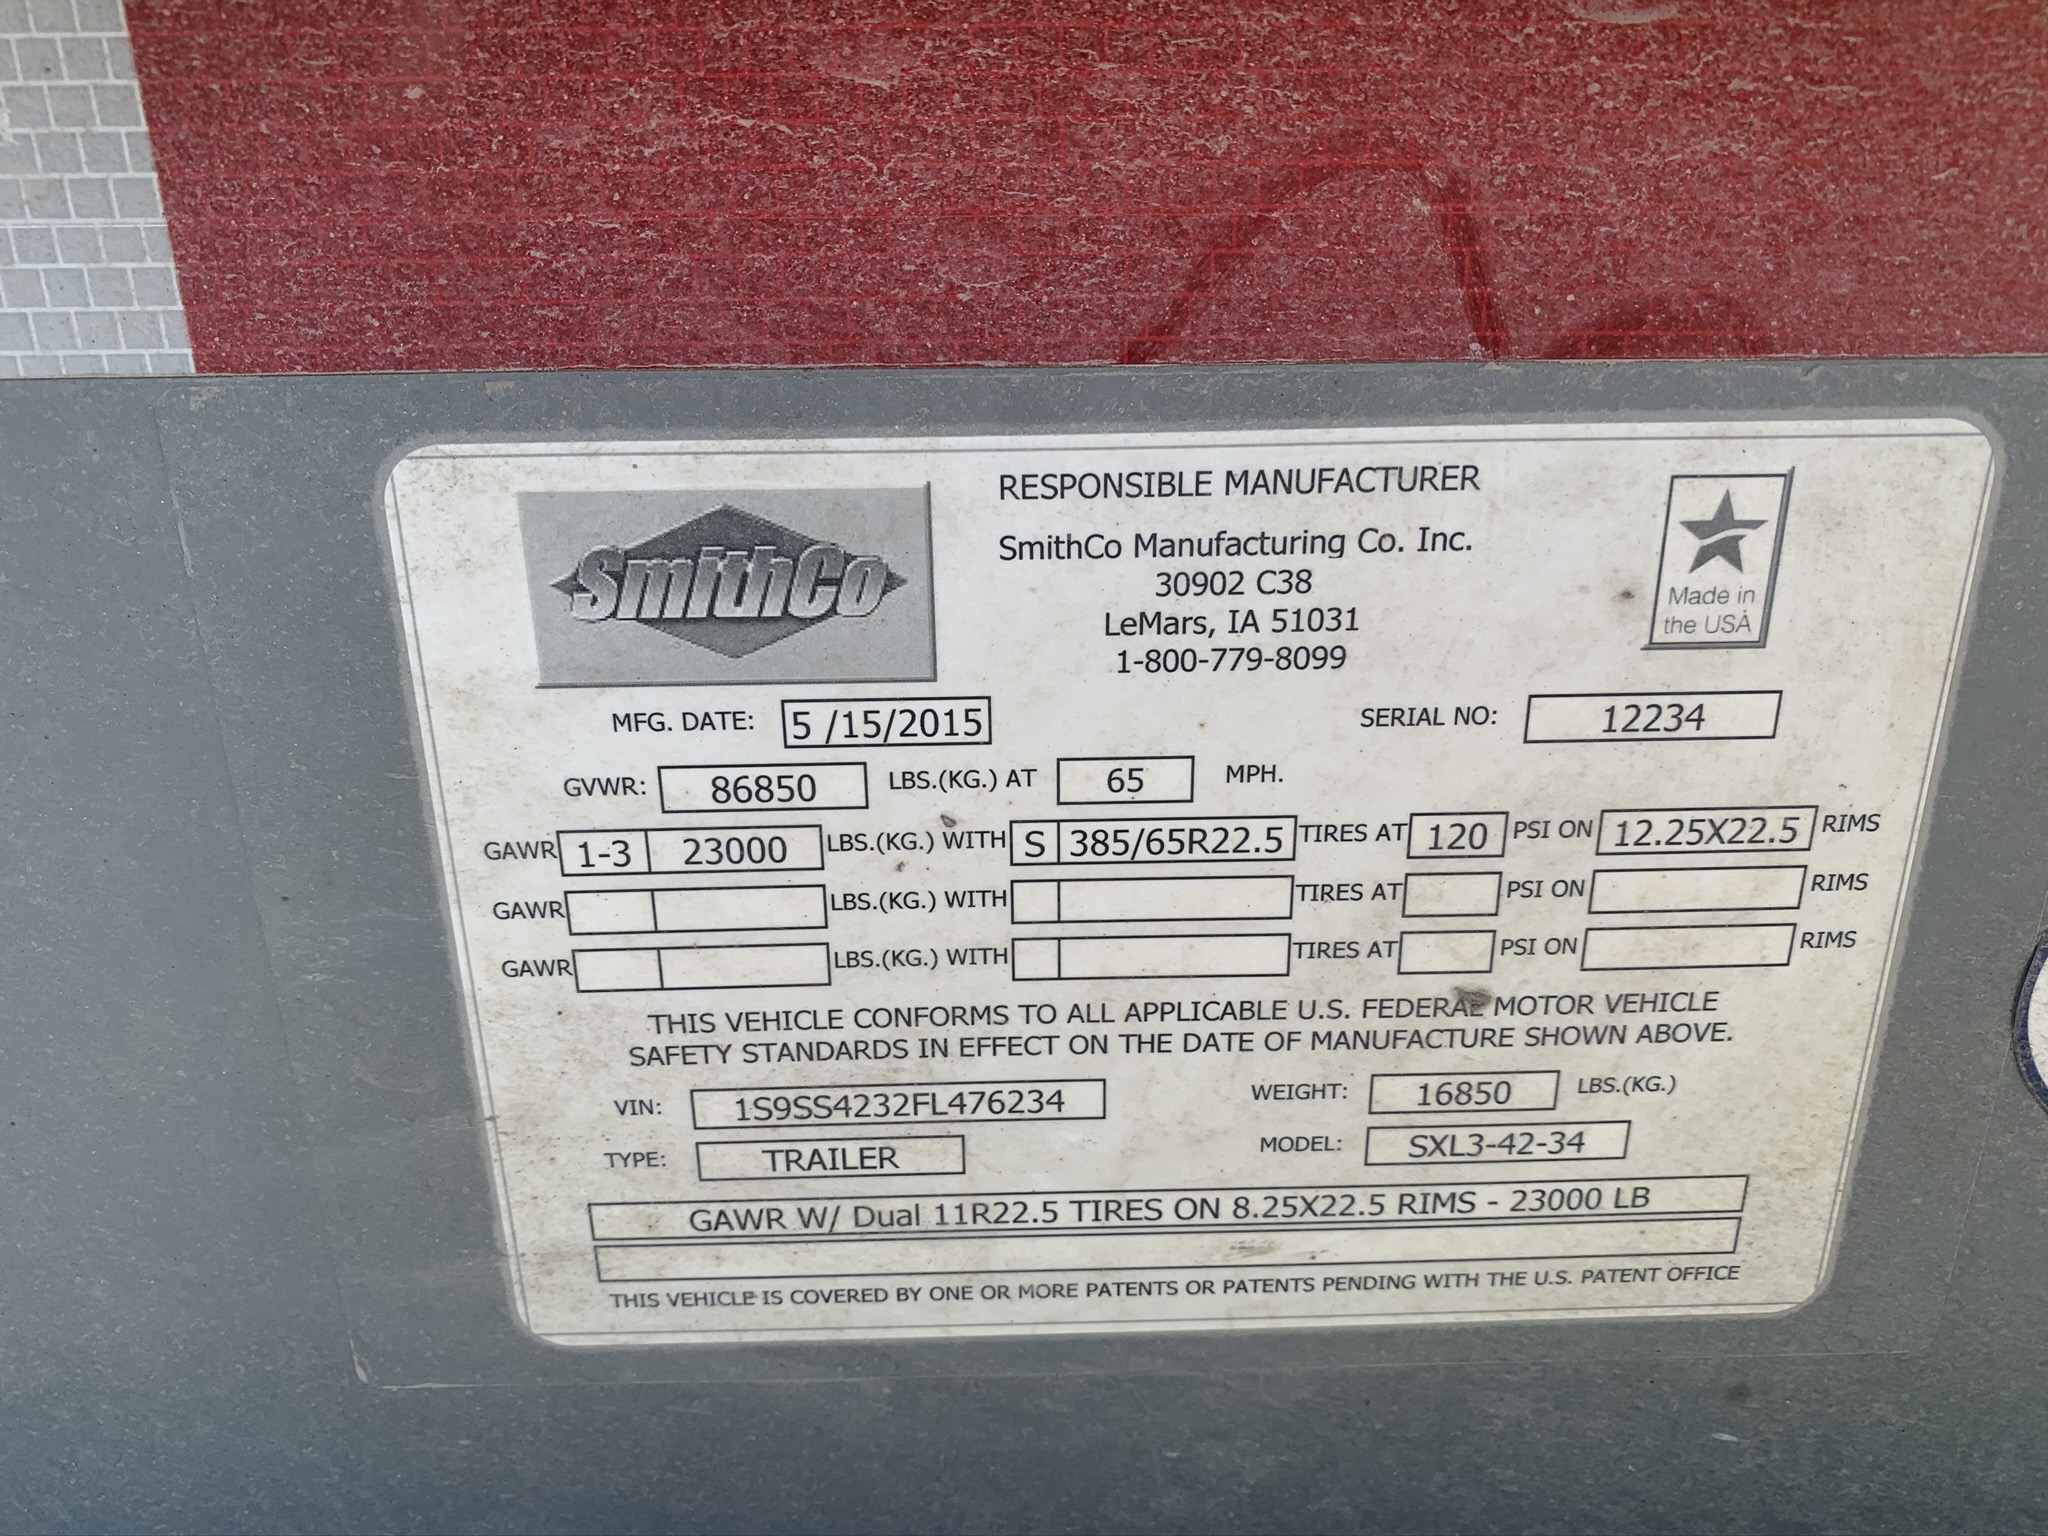 SmithCo
RESPONSIBLE MANUFACTURER
SmithCo Manufacturing Co. Inc.
30902 C38
LeMars, IA 51031
1-800-779-8099
Made in
the USA
MFG. DATE: 5 /15/2015 SERIAL NO: 12234
GVWR: 86850 LBS.(KG.) AT 65 MPH.
GAWR 1-3 23000 LBS.(KG.) WITH S 385/65R22.5 TIRES AT 120 PSI ON 12.25X22.5 RIMS
GAWR LBS.(KG.) WITH TIRES AT PSI ON RIMS
GAWR LBS.(KG.) WITH TIRES AT PSI ON RIMS
THIS VEHICLE CONFORMS TO ALL APPLICABLE U.S. FEDERAL MOTOR VEHICLE
SAFETY STANDARDS IN EFFECT ON THE DATE OF MANUFACTURE SHOWN ABOVE.
VIN: 1S9SS4232FL476234 WEIGHT: 16850 LBS.(KG.)
TYPE: TRAILER MODEL: SXL3-42-34
GAWR W/ Dual 11R22.5 TIRES ON 8.25X22.5 RIMS - 23000 LB
THIS VEHICLE IS COVERED BY ONE OR MORE PATENTS OR PATENTS PENDING WITH THE U.S. PATENT OFFICE